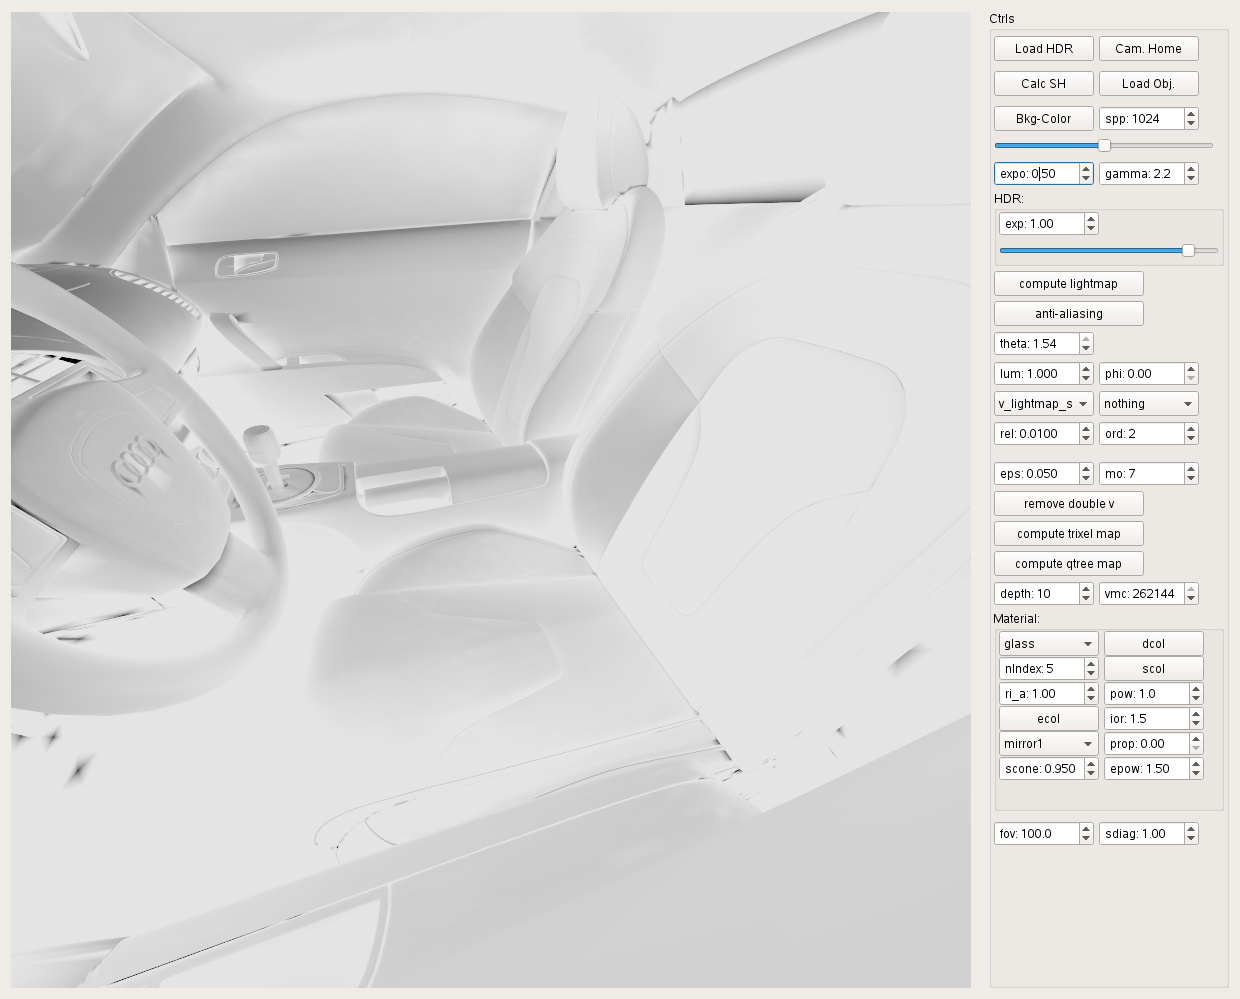 Ctrls
Load HDR Cam. Home
Calc SH Load Obj.
Bkg-Color spp: 1024
expo: 0.50 gamma: 2.2
HDR:
exp: 1.00
compute lightmap
anti-aliasing
theta: 1.54
lum: 1.000 phi: 0.00
v_lightmap_s nothing
rel: 0.0100 ord: 2
eps: 0.050 mo: 7
remove double v
compute trixel map
compute qtree map
depth: 10 vmc: 262144
Material:
glass dcol
nIndex: 5 scol
ri_a: 1.00 pow: 1.0
ecol ior: 1.5
mirror1 prop: 0.00
scone: 0.950 epow: 1.50
fov: 100.0 sdiag: 1.00